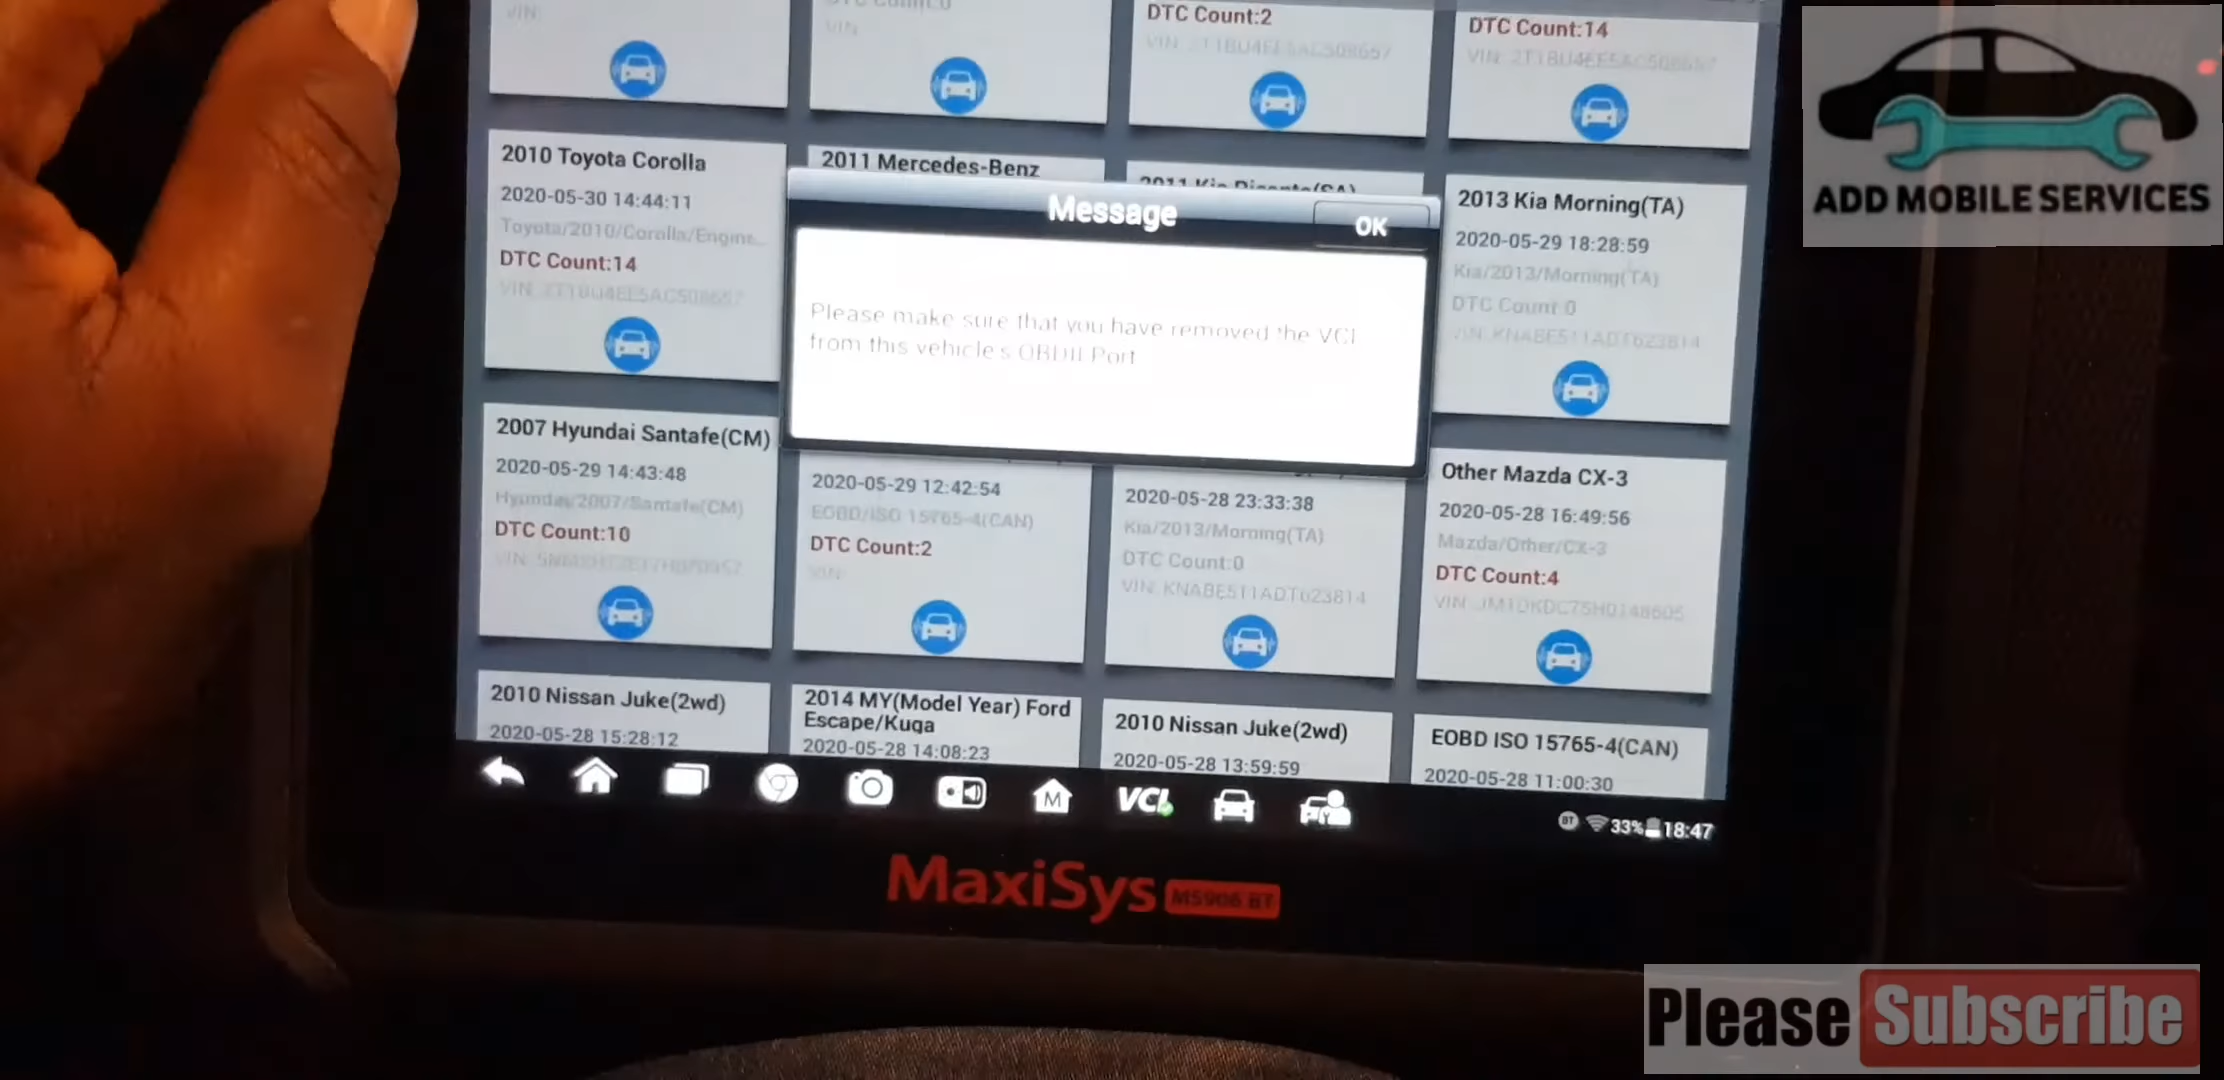 VIN:
VIN:
DTC Count:2
DTC Count:14
2010 Toyota Corolla
2020-05-30 14:44:11
Toyota/2010/Corolla/Engine...
DTC Count:14
2011 Mercedes-Benz
2013 Kia Morning(TA)
2020-05-29 18:28:59
Kia/2013/Morning(TA)
DTC Count:0
VIN: KNABE511ADT623814
Message
OK
Please make sure that you have removed the VCI
from this vehicle's OBDII Port
2007 Hyundai Santafe(CM)
2020-05-29 14:43:48
Hyundai/2007/Santafe(CM)
DTC Count:10
2020-05-29 12:42:54
EOBD/ISO 15765-4(CAN)
DTC Count:2
VIN:
2020-05-28 23:33:38
Kia/2013/Morning(TA)
DTC Count:0
VIN: KNABE511ADT623814
Other Mazda CX-3
2020-05-28 16:49:56
Mazda/Other/CX-3
DTC Count:4
2010 Nissan Juke(2wd)
2020-05-28 15:28:12
2014 MY(Model Year) Ford
Escape/Kuga
2020-05-28 14:08:23
2010 Nissan Juke(2wd)
2020-05-28 13:59:59
EOBD ISO 15765-4(CAN)
2020-05-28 11:00:30
M
VCI
BT
33%
18:47
MaxiSys MS906 BT
ADD MOBILE SERVICES
Please Subscribe